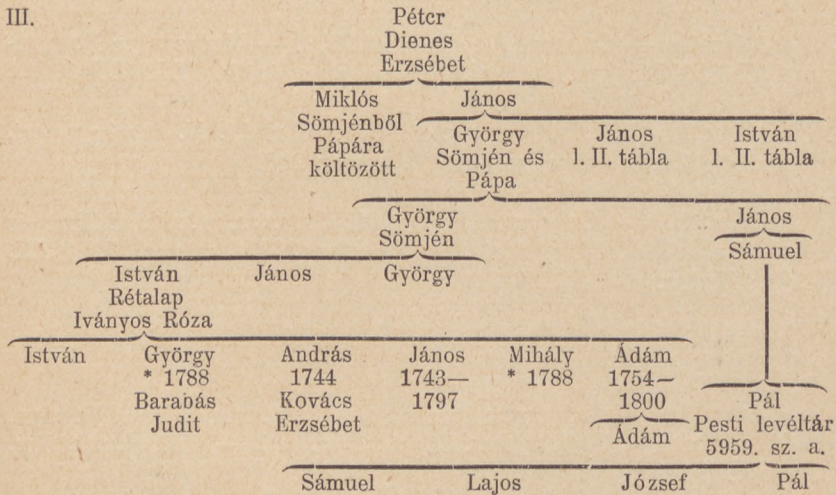 III.
Péter
Dienes
Erzsébet
Miklós János
Sömjénből György János István
Pápára Sömjén és l. II. tábla l. II. tábla
költözött Pápa
György János
Sömjén
Sámuel
István János György
Rétalap
Iványos Róza
István György András János Mihály Ádám
* 1788 1744 1743— * 1788 1754—
Barabás Kovács 1797 1800 Pál
Judit Erzsébet Ádám Pesti levéltár
5959. sz. a.
Sámuel Lajos József Pál